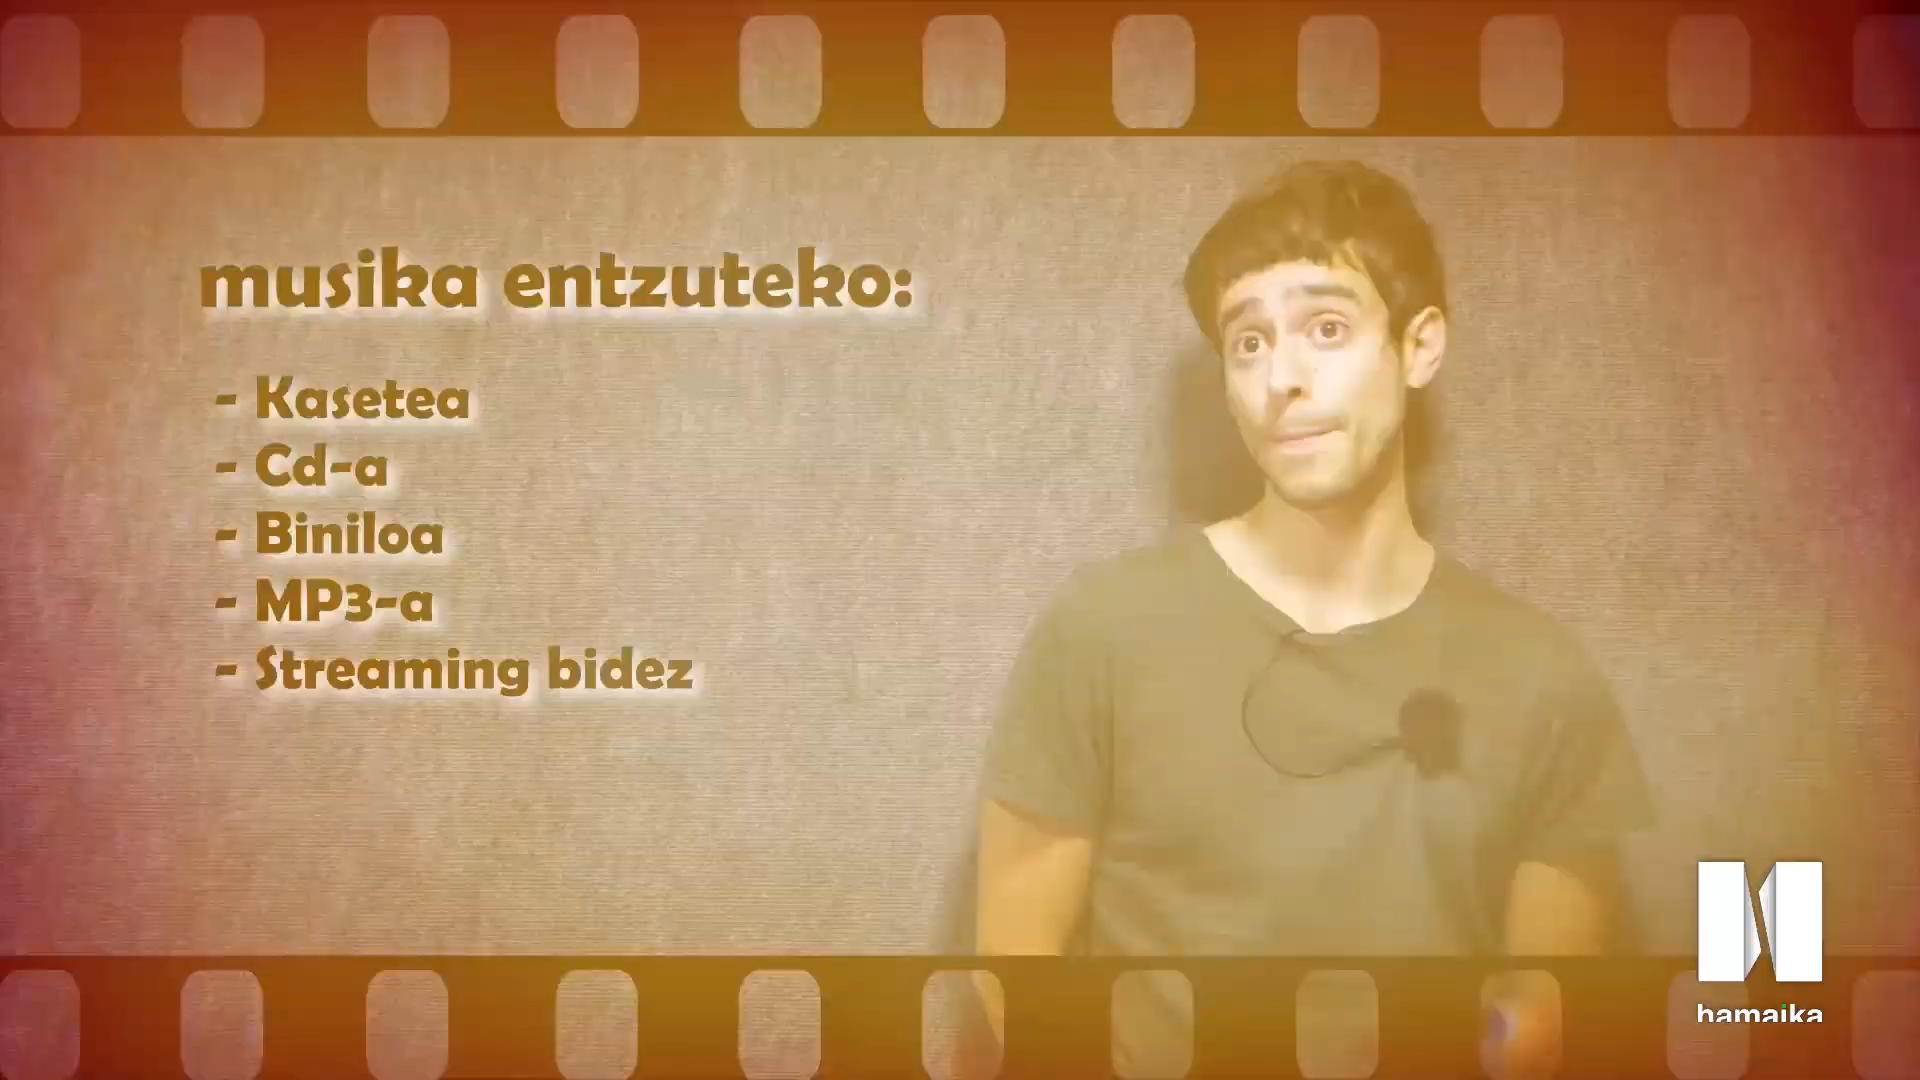 musika entzuteko:
- Kasetea
- Cd-a
- Biniloa
- MP3-a
- Streaming bidez
hamaika